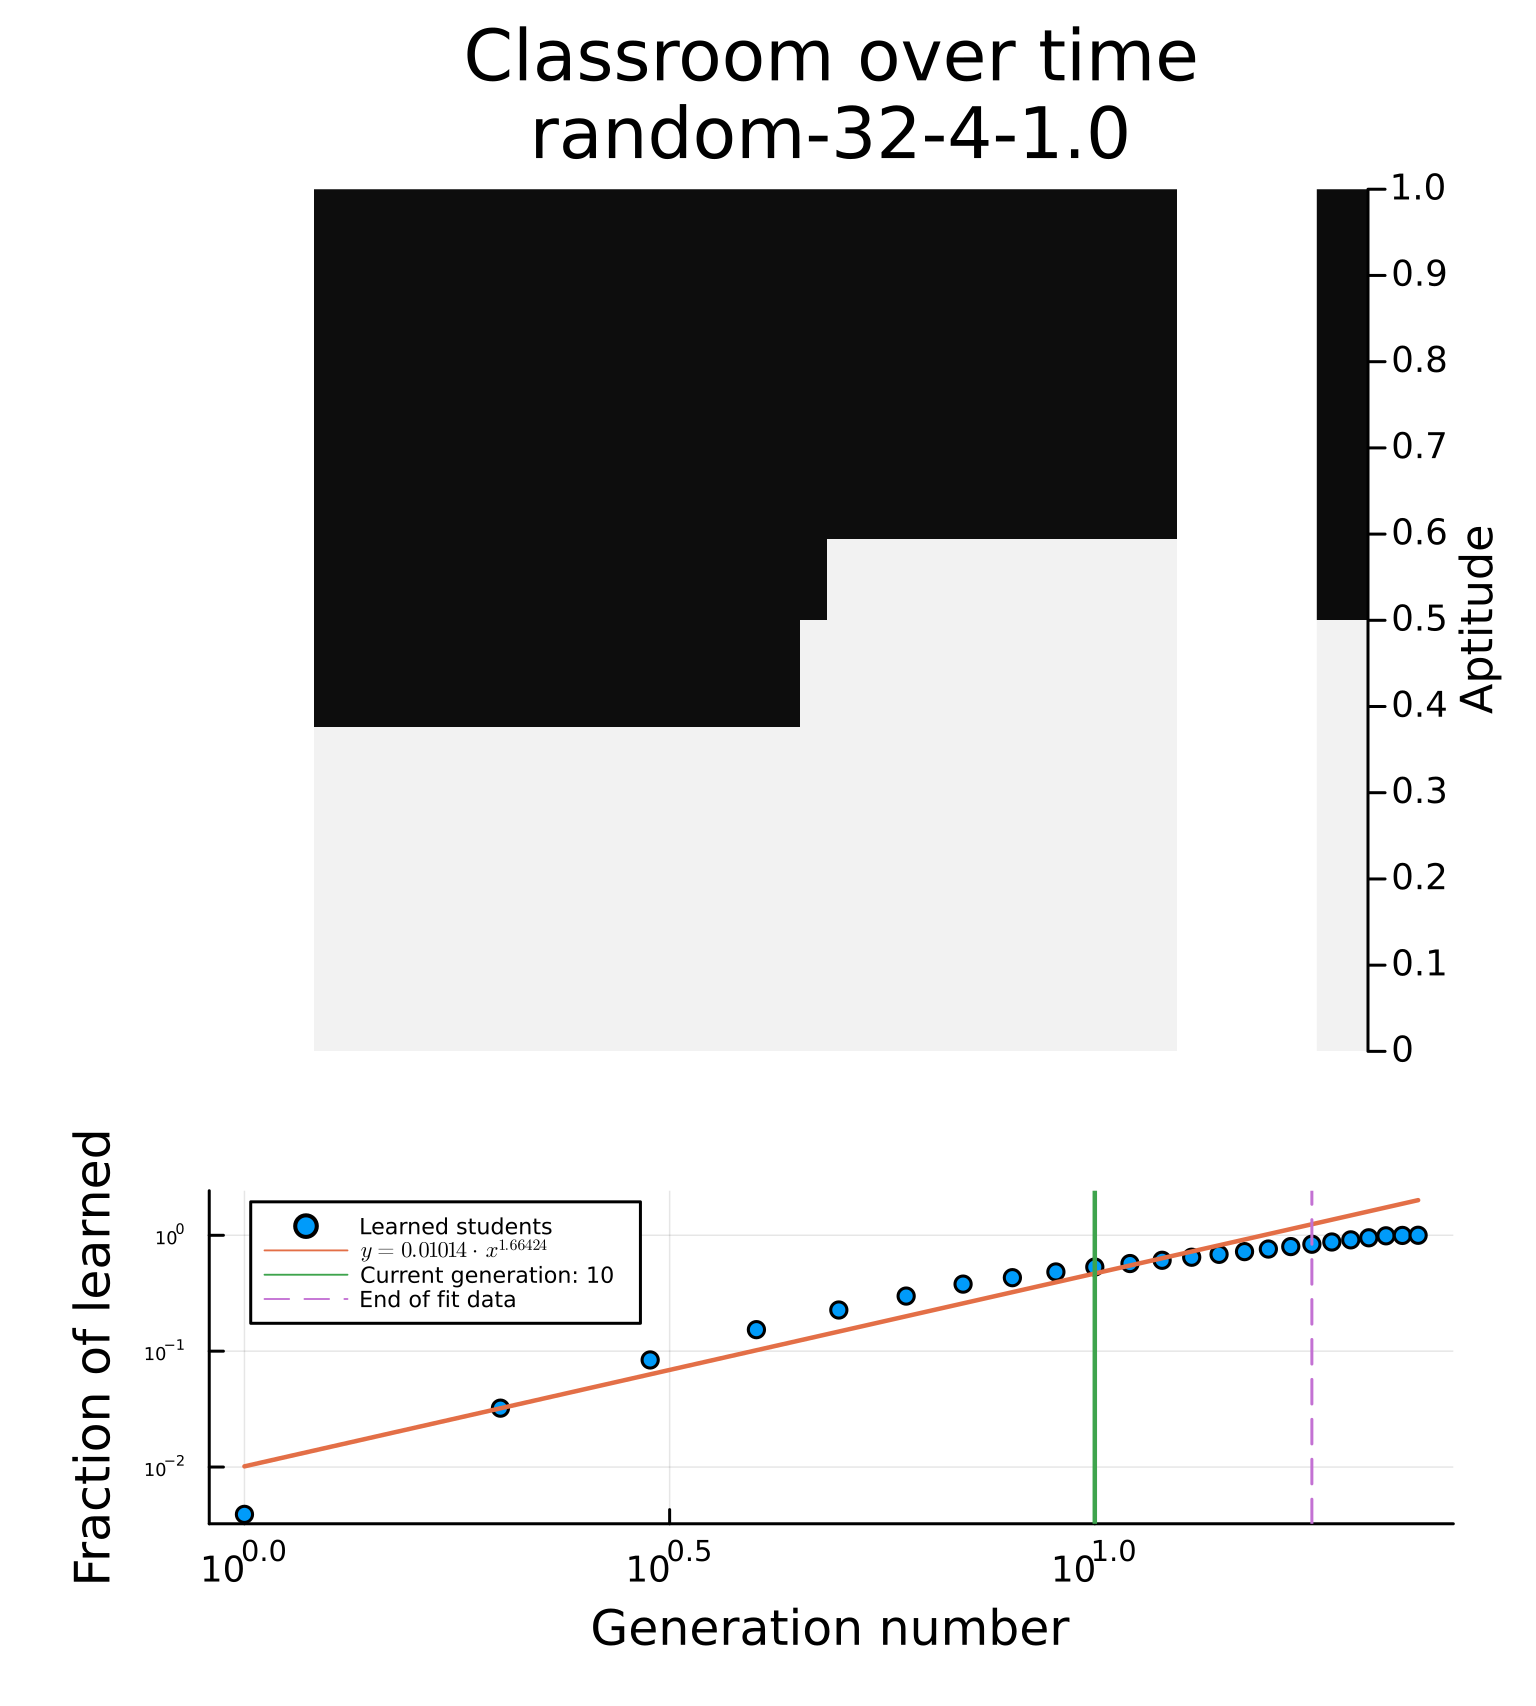 Classroom over time
random-32-4-1.0
1.0
0.9
0.8
0.7
0.6
0.5
0.4
0.3
0.2
0.1
0
Aptitude
Fraction of learned
10⁰
10⁻¹
10⁻²
Learned students
y = 0.01014 · x^1.66424
Current generation: 10
End of fit data
10^0.0
10^0.5
10^1.0
Generation number